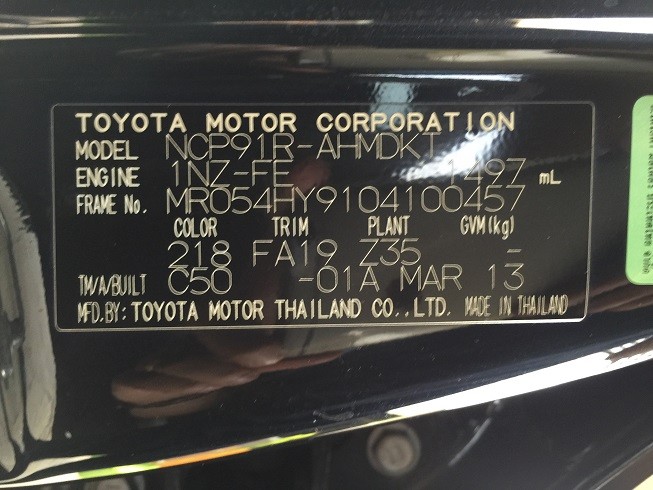 TOYOTA MOTOR CORPORATION
MODEL NCP91R-AHMDKT
ENGINE 1NZ-FE 1497 mL
FRAME No. MR054HY9104100457
COLOR TRIM PLANT GVM(kg)
218 FA19 Z35 -
TM/A/BUILT C50 -01A MAR 13
MFD.BY: TOYOTA MOTOR THAILAND CO.,LTD. MADE IN THAILAND